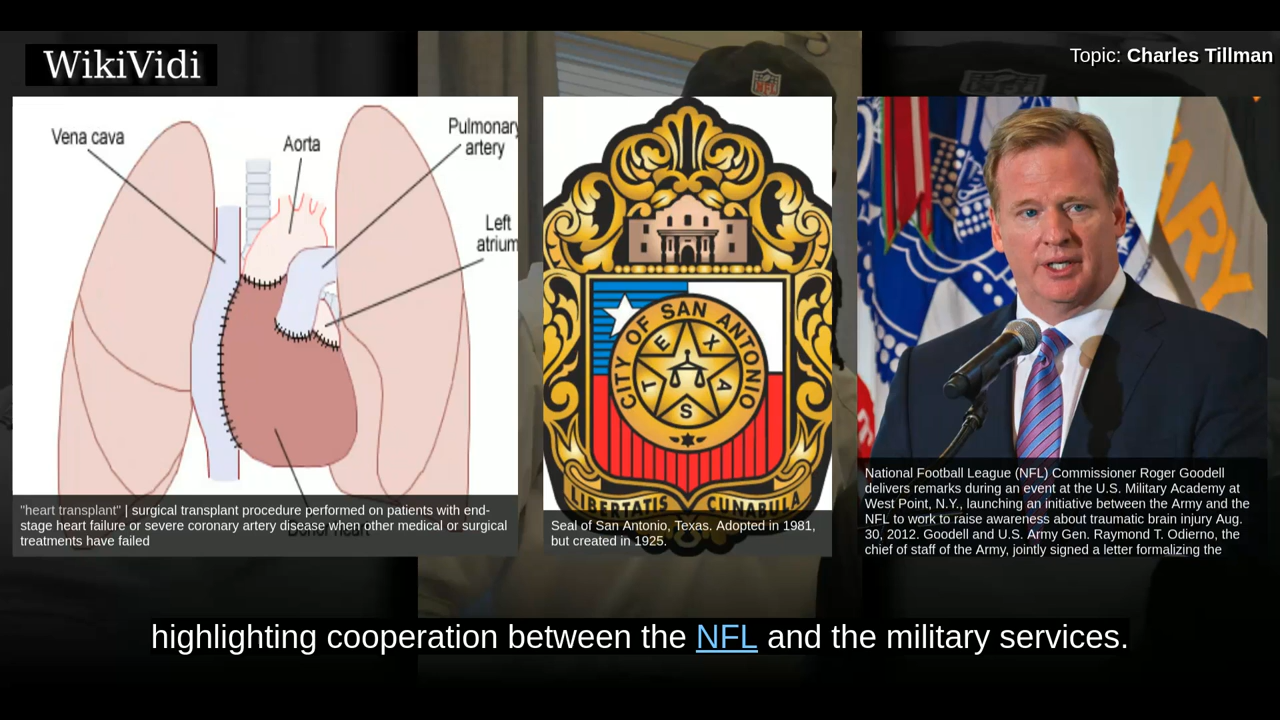 WikiVidi
Topic: Charles Tillman
NFL
Vena cava
Aorta
Pulmonary
artery
Left
atrium
Donor heart
"heart transplant" | surgical transplant procedure performed on patients with end-
stage heart failure or severe coronary artery disease when other medical or surgical
treatments have failed
CITY OF SAN ANTONIO
TEXAS
LIBERTATIS CUNABULA
Seal of San Antonio, Texas. Adopted in 1981,
but created in 1925.
ARY
National Football League (NFL) Commissioner Roger Goodell
delivers remarks during an event at the U.S. Military Academy at
West Point, N.Y., launching an initiative between the Army and the
NFL to work to raise awareness about traumatic brain injury Aug.
30, 2012. Goodell and U.S. Army Gen. Raymond T. Odierno, the
chief of staff of the Army, jointly signed a letter formalizing the
highlighting cooperation between the NFL and the military services.